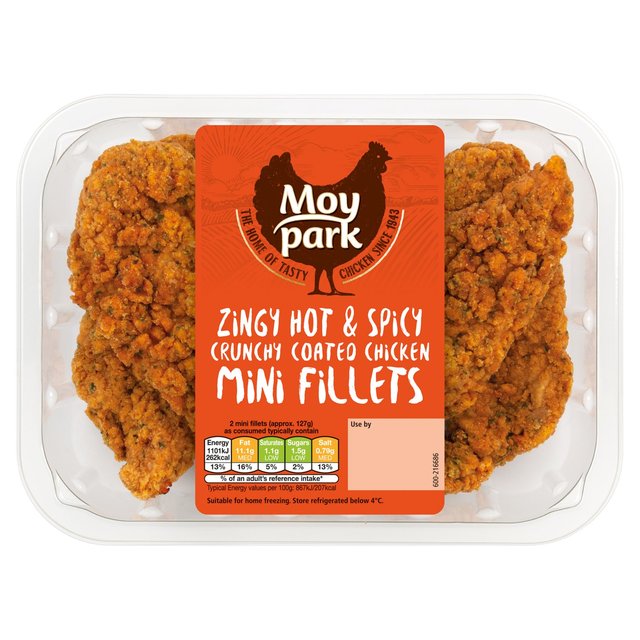 Moy
park
THE HOME OF TASTY
CHICKEN SINCE 1943
ZINGY HOT & SPICY
CRUNCHY COATED CHICKEN
MINI FILLETS
2 mini fillets (approx. 127g)
as consumed typically contain
Energy Fat Saturates Sugars Salt
1101kJ 11.1g 1.1g 1.5g 0.79g
262kcal MED LOW LOW MED
13% 16% 5% 2% 13%
% of an adult's reference intake*
Typical Energy values per 100g: 867kJ/207kcal
Suitable for home freezing. Store refrigerated below 4°C.
Use by
600-216686